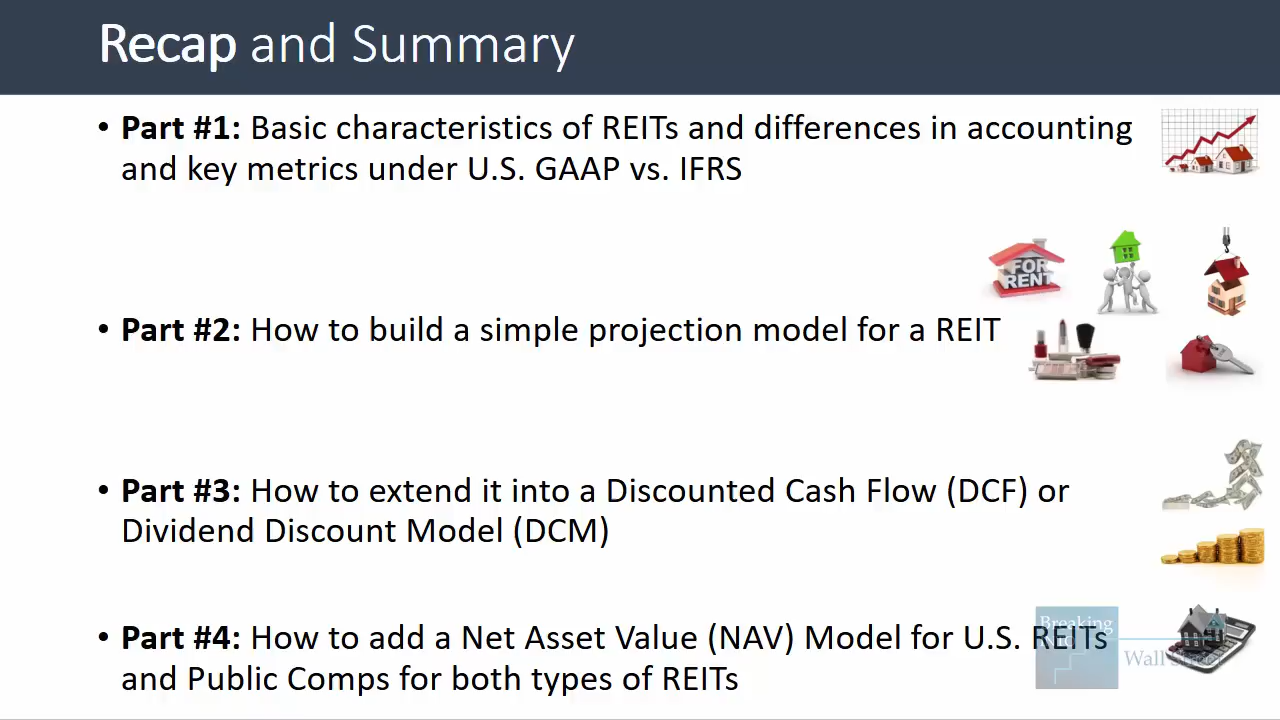 Recap and Summary
• Part #1: Basic characteristics of REITs and differences in accounting
and key metrics under U.S. GAAP vs. IFRS
FOR
RENT
• Part #2: How to build a simple projection model for a REIT
• Part #3: How to extend it into a Discounted Cash Flow (DCF) or
Dividend Discount Model (DCM)
• Part #4: How to add a Net Asset Value (NAV) Model for U.S. REITs
and Public Comps for both types of REITs
Breaking
Into
Wall Street